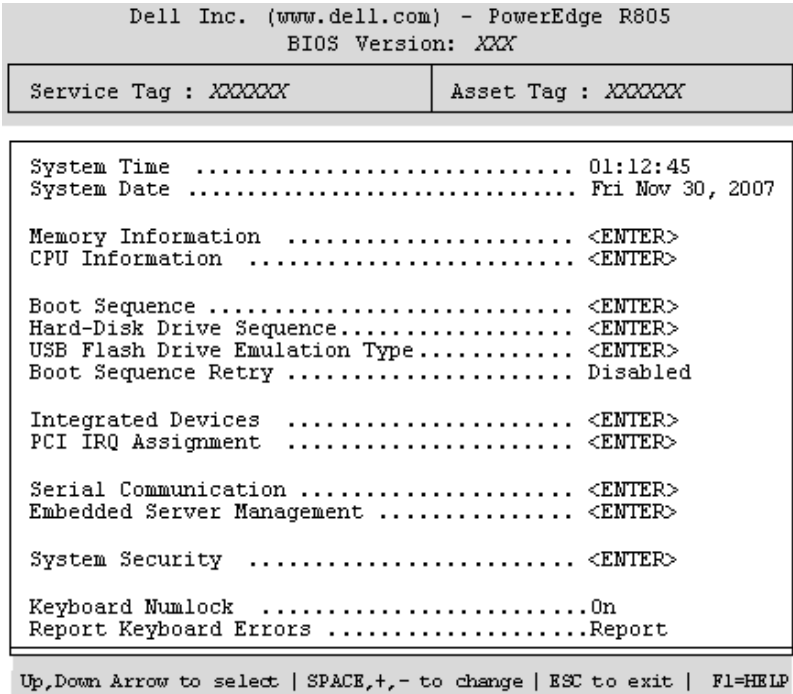 Dell Inc. (www.dell.com) - PowerEdge R805
BIOS Version: XXX
Service Tag : XXXXXX Asset Tag : XXXXXX
System Time ............................. 01:12:45
System Date .............................. Fri Nov 30, 2007
Memory Information ...................... <ENTER>
CPU Information ......................... <ENTER>
Boot Sequence ............................ <ENTER>
Hard-Disk Drive Sequence.................. <ENTER>
USB Flash Drive Emulation Type............ <ENTER>
Boot Sequence Retry ...................... Disabled
Integrated Devices ...................... <ENTER>
PCI IRQ Assignment ...................... <ENTER>
Serial Communication ..................... <ENTER>
Embedded Server Management ............... <ENTER>
System Security ......................... <ENTER>
Keyboard Numlock .........................On
Report Keyboard Errors ....................Report
Up,Down Arrow to select | SPACE,+,- to change | ESC to exit | F1=HELP